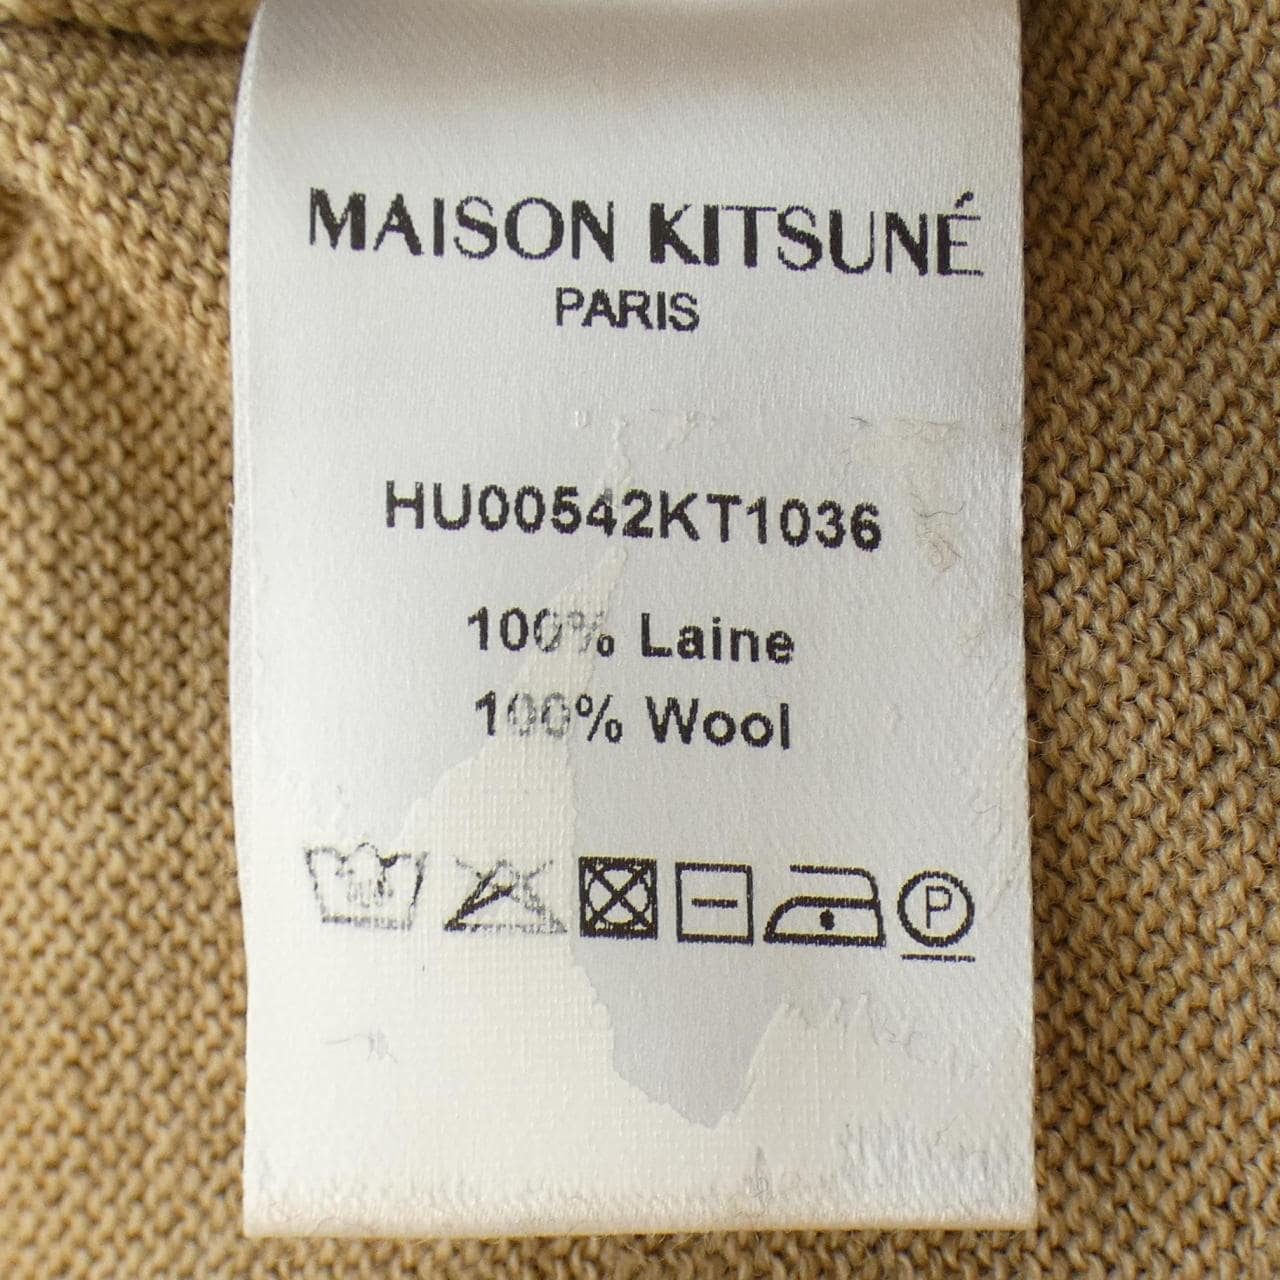 MAISON KITSUNÉ
PARIS
HU00542KT1036
100% Laine
100% Wool
P